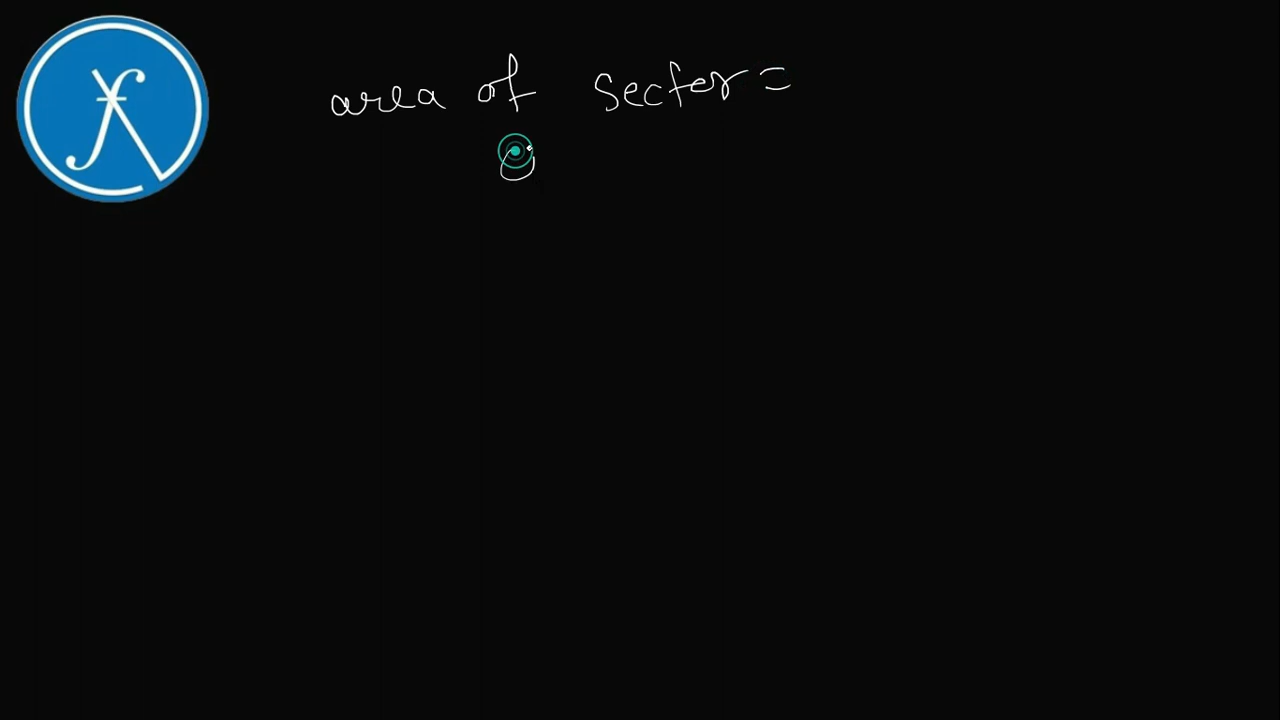 area of sector =